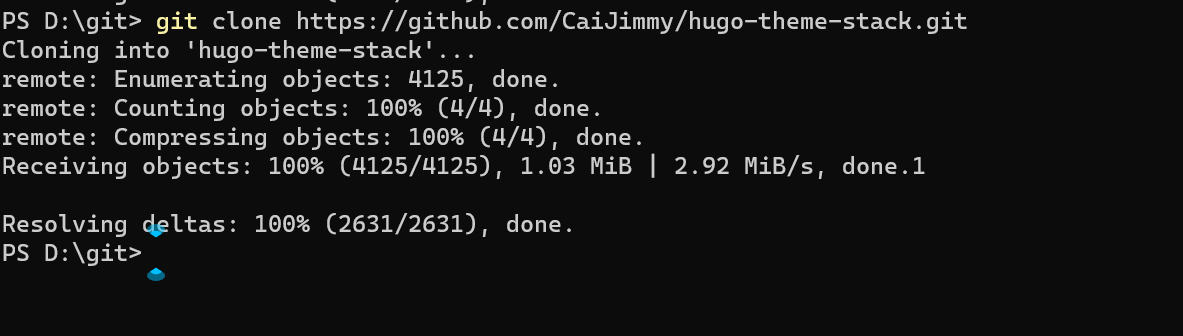 PS D:\git> git clone https://github.com/CaiJimmy/hugo-theme-stack.git
Cloning into 'hugo-theme-stack'...
remote: Enumerating objects: 4125, done.
remote: Counting objects: 100% (4/4), done.
remote: Compressing objects: 100% (4/4), done.
Receiving objects: 100% (4125/4125), 1.03 MiB | 2.92 MiB/s, done.1
Resolving deltas: 100% (2631/2631), done.
PS D:\git>